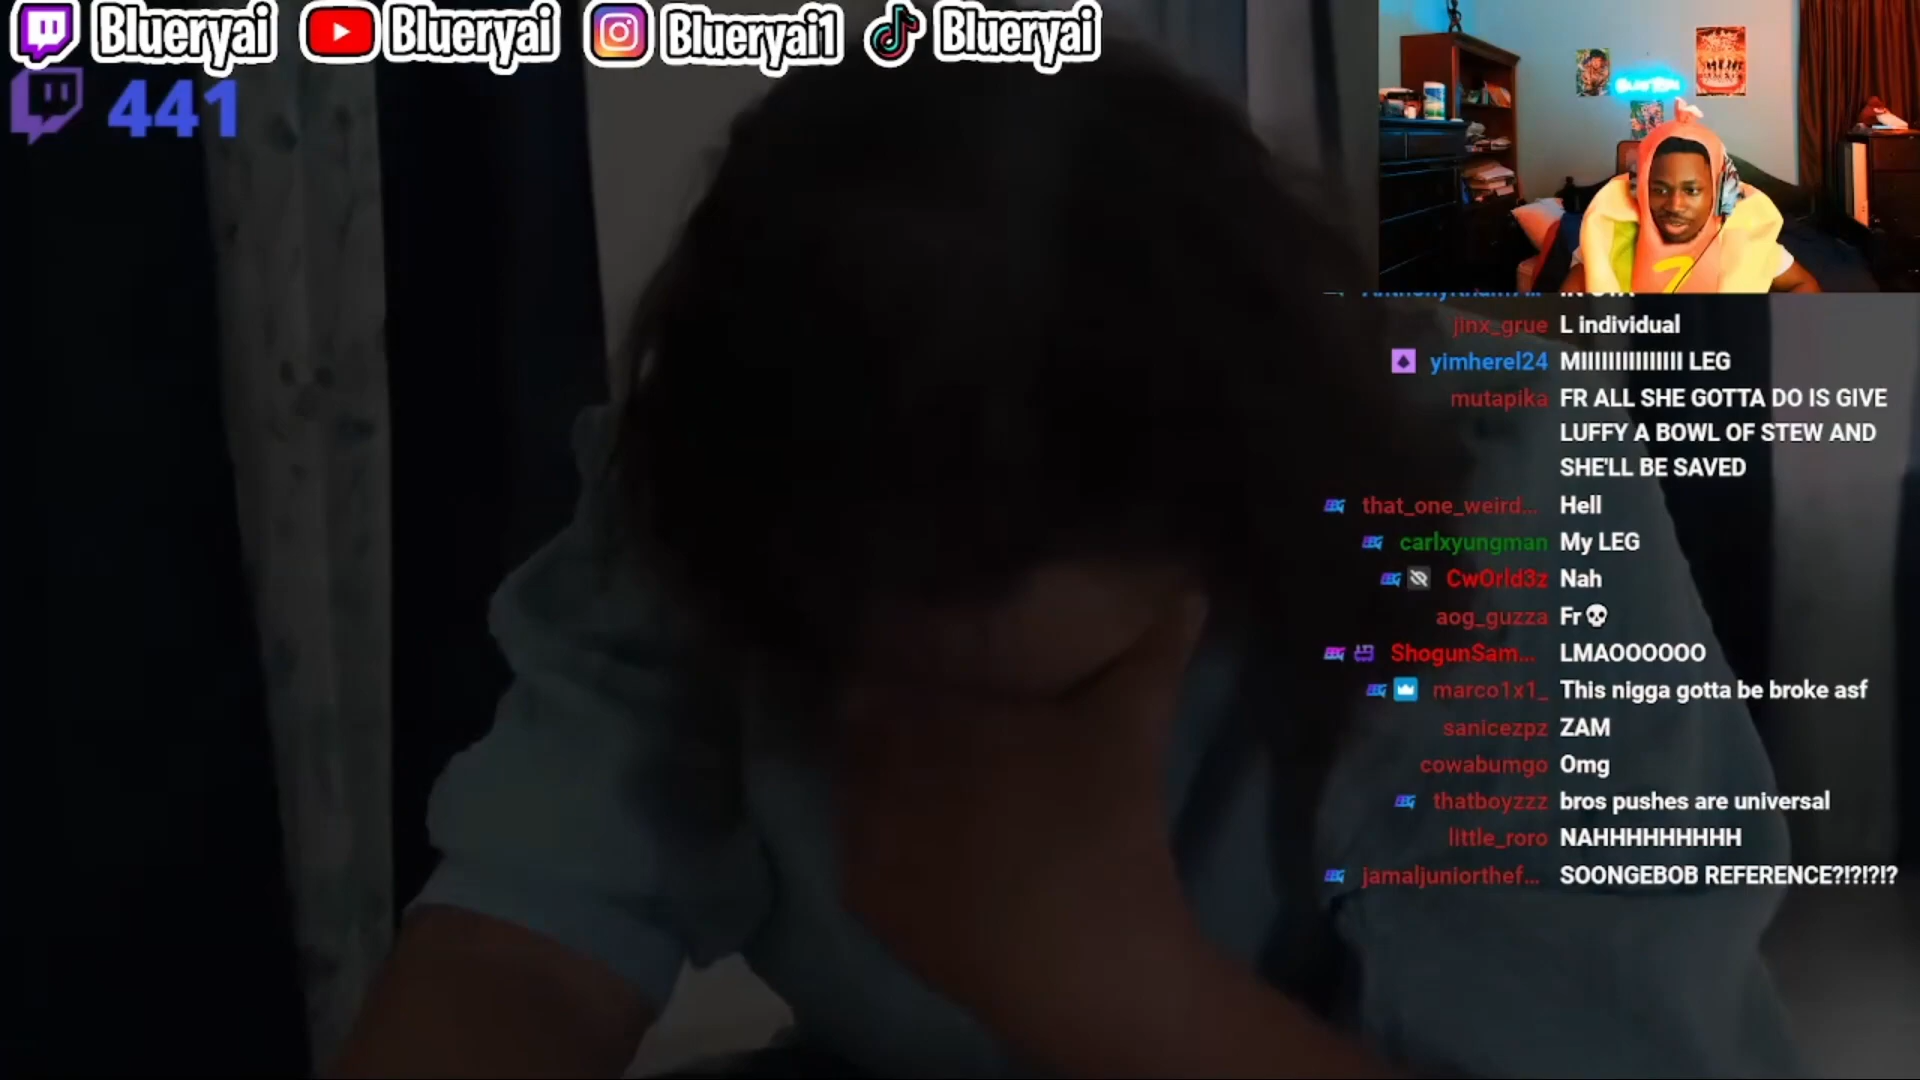 Blueryai Blueryai Blueryai1 Blueryai
441
jinx_grue L individual
yimherel24 MIIIIIIIIIIIIIII LEG
mutapika FR ALL SHE GOTTA DO IS GIVE
LUFFY A BOWL OF STEW AND
SHE'LL BE SAVED
that_one_weird... Hell
carlxyungman My LEG
CwOrld3z Nah
aog_guzza Fr💀
ShogunSam... LMAOOOOOO
marco1x1_ This nigga gotta be broke asf
sanicezpz ZAM
cowabumgo Omg
thatboyzzz bros pushes are universal
little_roro NAHHHHHHHHH
jamaljuniorthef... SOONGEBOB REFERENCE?!?!?!?